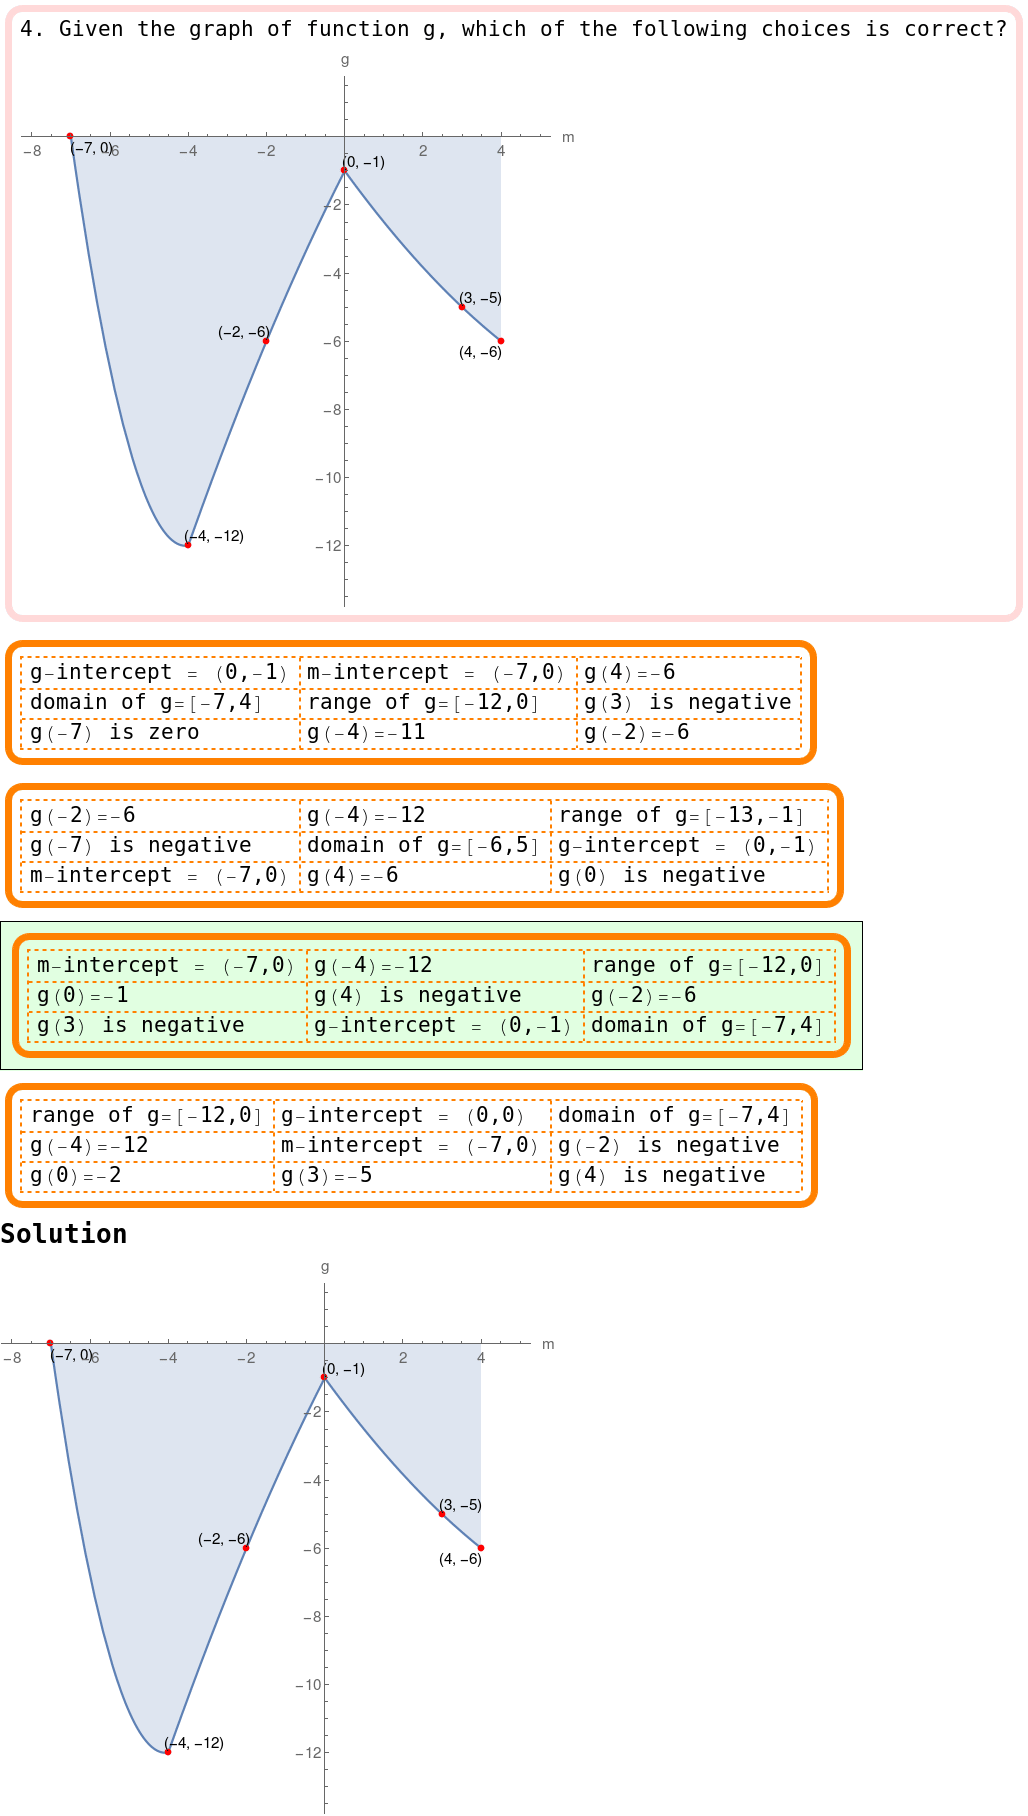 4. Given the graph of function g, which of the following choices is correct?
g
m
−8 −6 −4 −2 2 4
(−7, 0)
(0, −1)
−2
−4
(3, −5)
(−2, −6)
−6
(4, −6)
−8
−10
(−4, −12)
−12
g-intercept = (0,-1) m-intercept = (-7,0) g(4)=-6
domain of g=[-7,4] range of g=[-12,0] g(3) is negative
g(-7) is zero g(-4)=-11 g(-2)=-6
g(-2)=-6 g(-4)=-12 range of g=[-13,-1]
g(-7) is negative domain of g=[-6,5] g-intercept = (0,-1)
m-intercept = (-7,0) g(4)=-6 g(0) is negative
m-intercept = (-7,0) g(-4)=-12 range of g=[-12,0]
g(0)=-1 g(4) is negative g(-2)=-6
g(3) is negative g-intercept = (0,-1) domain of g=[-7,4]
range of g=[-12,0] g-intercept = (0,0) domain of g=[-7,4]
g(-4)=-12 m-intercept = (-7,0) g(-2) is negative
g(0)=-2 g(3)=-5 g(4) is negative
Solution
g
m
−8 −6 −4 −2 2 4
(−7, 0)
(0, −1)
−2
−4
(3, −5)
(−2, −6)
−6
(4, −6)
−8
−10
(−4, −12)
−12